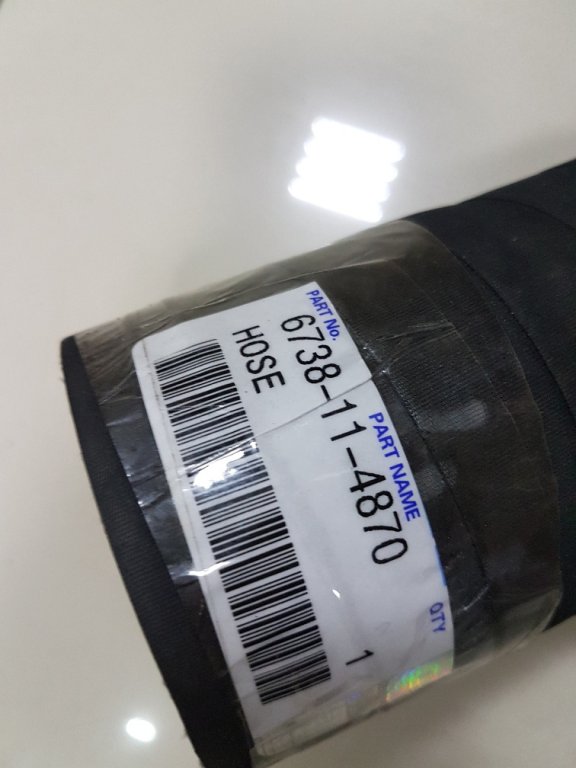 PART No. PART NAME QTY
6738-11-4870
HOSE 1